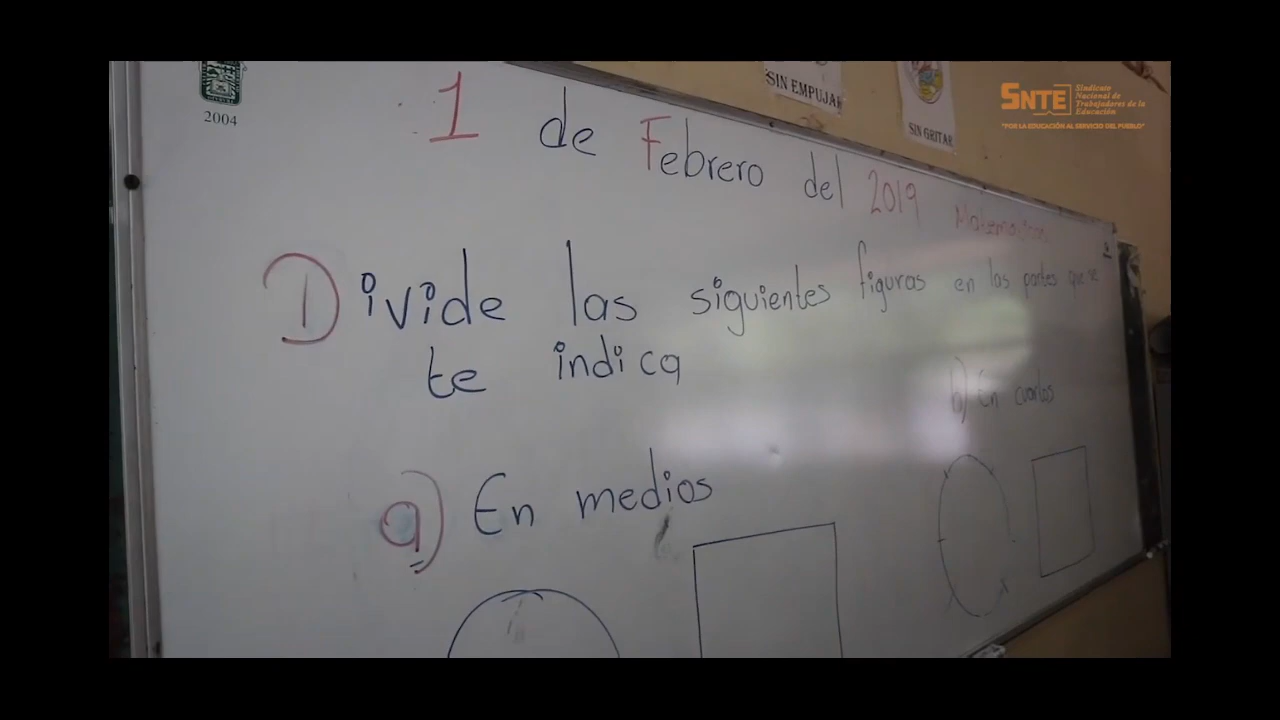 2004
SIN EMPUJAR
SIN GRITAR
SNTE
Sindicato
Nacional de
Trabajadores de la
Educación
"POR LA EDUCACIÓN AL SERVICIO DEL PUEBLO"
1 de Febrero del 2019
Matemáticas
Divide las siguientes figuras en las partes que se
te indica
a) En medios
b) En cuartos